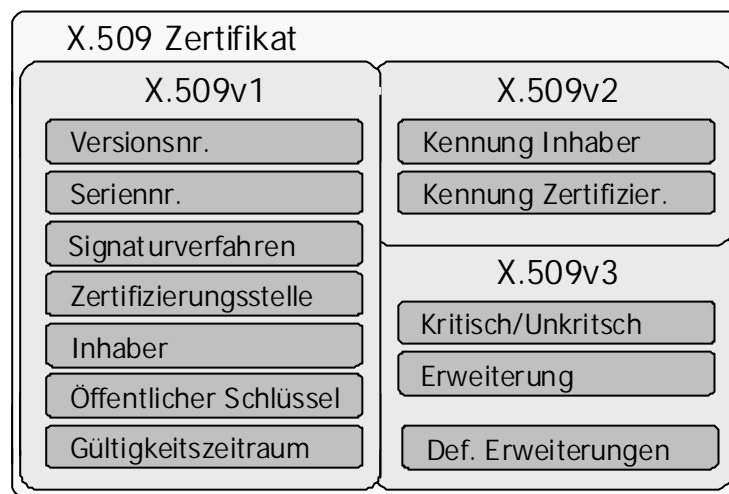 X.509 Zertifikat
X.509v1
Versionsnr.
Seriennr.
Signaturverfahren
Zertifizierungsstelle
Inhaber
Öffentlicher Schlüssel
Gültigkeitszeitraum
X.509v2
Kennung Inhaber
Kennung Zertifizier.
X.509v3
Kritisch/Unkritsch
Erweiterung
Def. Erweiterungen